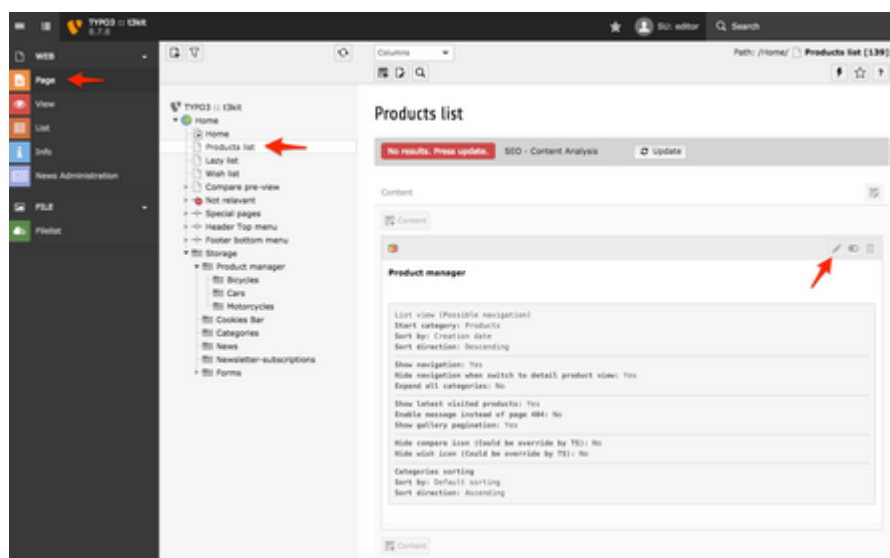 TYPO3 :: t3kit
8.7.8
SU: editor
Search
WEB
Page
View
List
Info
News Administration
FILE
Filelist
TYPO3 :: t3kit
Home
Home
Products list
Lazy list
Wish list
Compare pre-view
Not relevant
Special pages
Header Top menu
Footer bottom menu
Storage
Product manager
Bicycles
Cars
Motorcycles
Cookies Bar
Categories
News
Newsletter-subscriptions
Forms
Columns
Path: /Home/ Products list [139]
Products list
No results. Press update. SEO - Content Analysis Update
Content
Content
Product manager
List view (Possible navigation)
Start category: Products
Sort by: Creation date
Sort direction: Descending
Show navigation: Yes
Hide navigation when switch to detail product view: Yes
Expand all categories: No
Show latest visited products: Yes
Enable message instead of page 404: No
Show gallery pagination: Yes
Hide compare icon (Could be override by TS): No
Hide wish icon (Could be override by TS): No
Categories sorting
Sort by: Default sorting
Sort direction: Ascending
Content